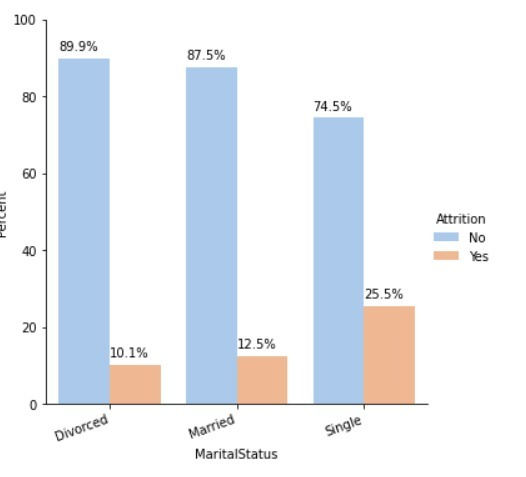 100
89.9%
87.5%
80
74.5%
60
Percent
Attrition
No
Yes
40
25.5%
20
12.5%
10.1%
0
Divorced
Married
Single
MaritalStatus